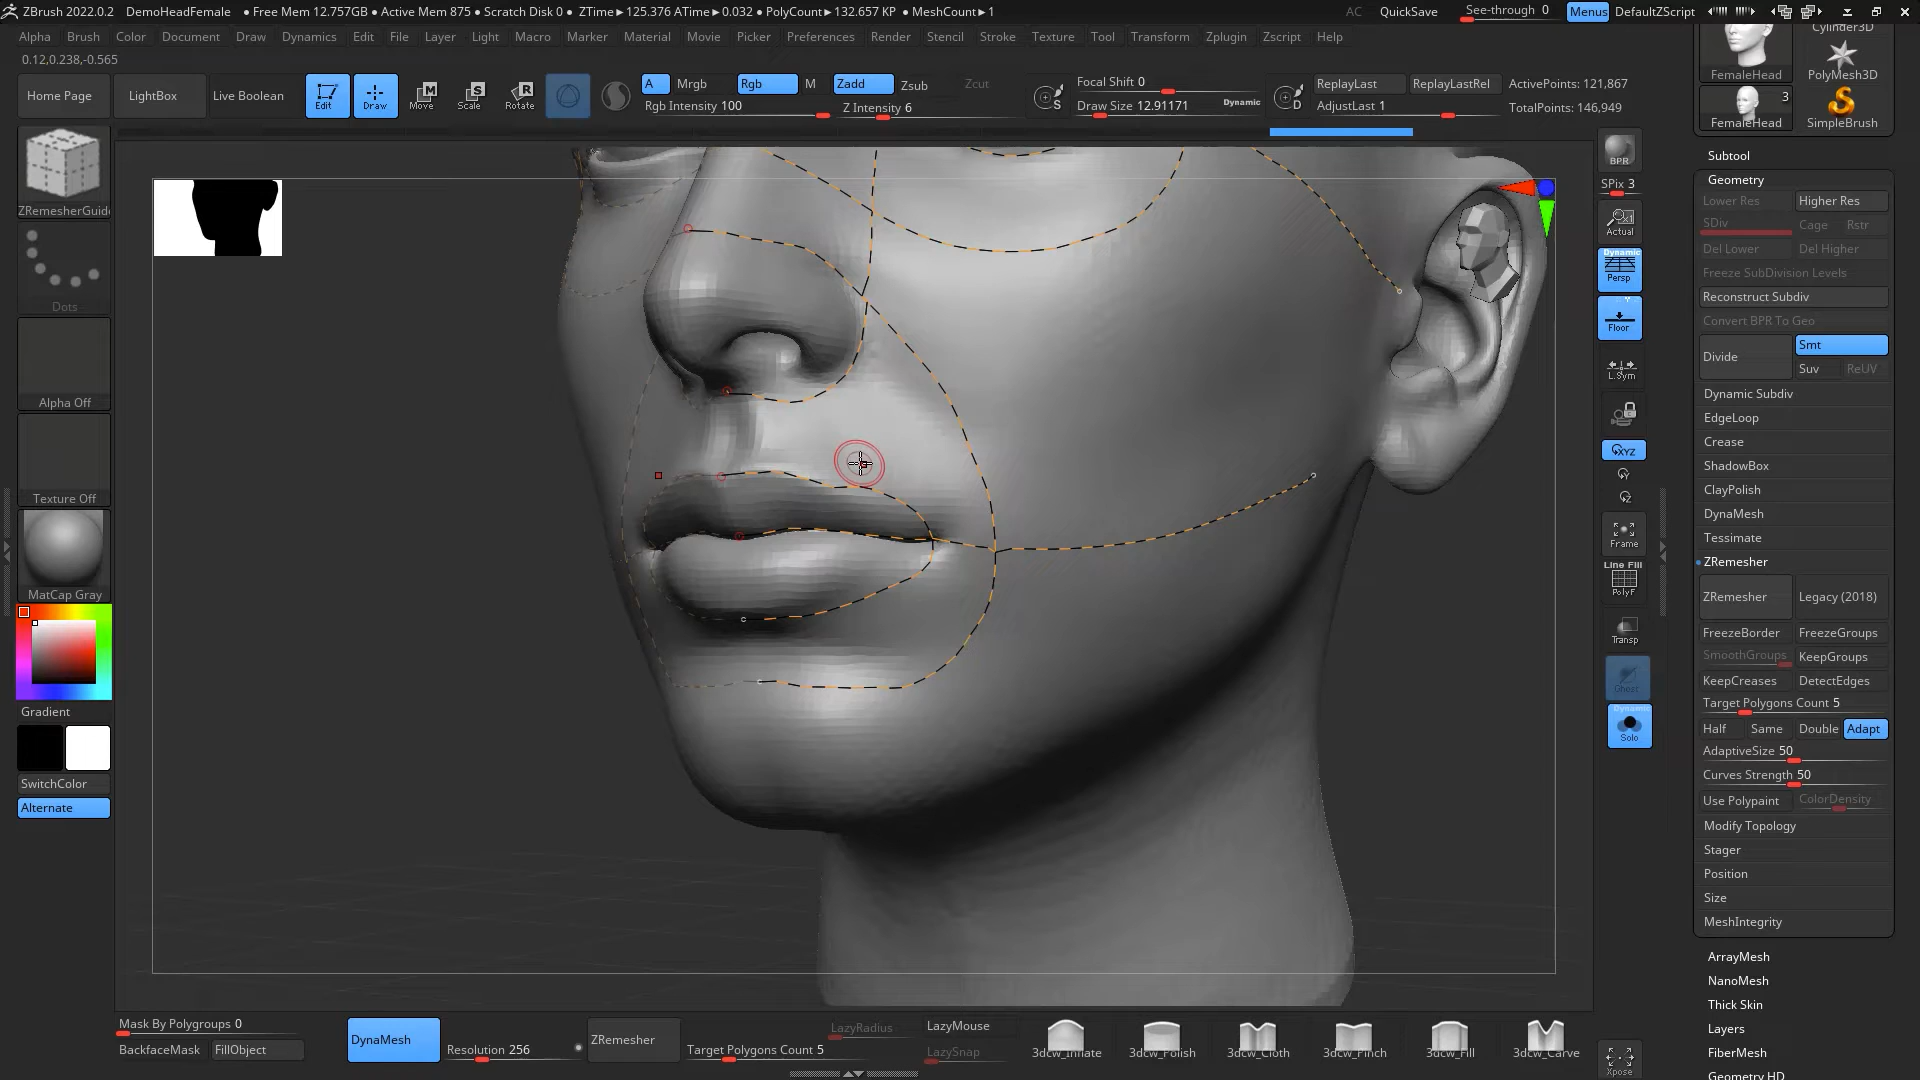 ZBrush 2022.0.2 DemoHeadFemale ● Free Mem 12.757GB ● Active Mem 875 ● Scratch Disk 0 ● ZTime►125.376 ATime►0.032 ● PolyCount►132.657 KP ● MeshCount►1 AC QuickSave See-through 0 Menus DefaultZScript
Alpha Brush Color Document Draw Dynamics Edit File Layer Light Macro Marker Material Movie Picker Preferences Render Stencil Stroke Texture Tool Transform Zplugin Zscript Help
0.12,0.238,-0.565
Home Page LightBox Live Boolean Edit Draw Move Scale Rotate
A Mrgb Rgb M Zadd Zsub Zcut
Rgb Intensity 100 Z Intensity 6
Focal Shift 0
Draw Size 12.91171 Dynamic
ReplayLast ReplayLastRel
AdjustLast 1
ActivePoints: 121,867
TotalPoints: 146,949
Cylinder3D
FemaleHead PolyMesh3D
3
FemaleHead SimpleBrush
ZRemesherGuid
Dots
Alpha Off
Texture Off
MatCap Gray
Gradient
SwitchColor
Alternate
BPR
SPix 3
Actual
Dynamic
Persp
Floor
L.Sym
XYZ
Frame
Line Fill
PolyF
Transp
Ghost
Dynamic
Solo
Xpose
Subtool
Geometry
Lower Res Higher Res
SDiv Cage Rstr
Del Lower Del Higher
Freeze SubDivision Levels
Reconstruct Subdiv
Convert BPR To Geo
Divide Smt
Suv ReUV
Dynamic Subdiv
EdgeLoop
Crease
ShadowBox
ClayPolish
DynaMesh
Tessimate
ZRemesher
ZRemesher Legacy (2018)
FreezeBorder FreezeGroups
SmoothGroups KeepGroups
KeepCreases DetectEdges
Target Polygons Count 5
Half Same Double Adapt
AdaptiveSize 50
Curves Strength 50
Use Polypaint ColorDensity
Modify Topology
Stager
Position
Size
MeshIntegrity
ArrayMesh
NanoMesh
Thick Skin
Layers
FiberMesh
Geometry HD
Mask By Polygroups 0
BackfaceMask FillObject
DynaMesh
Resolution 256
ZRemesher
Target Polygons Count 5
LazyRadius LazyMouse
LazySnap
3dcw_Inflate 3dcw_Polish 3dcw_Cloth 3dcw_Pinch 3dcw_Fill 3dcw_Carve